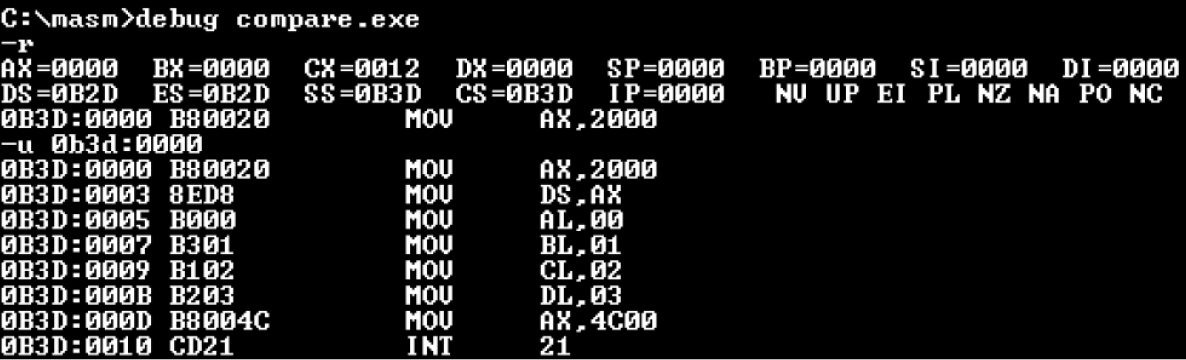 C:\masm>debug compare.exe
-r
AX=0000  BX=0000  CX=0012  DX=0000  SP=0000  BP=0000  SI=0000  DI=0000
DS=0B2D  ES=0B2D  SS=0B3D  CS=0B3D  IP=0000   NV UP EI PL NZ NA PO NC
0B3D:0000 B80020        MOV     AX,2000
-u 0b3d:0000
0B3D:0000 B80020        MOV     AX,2000
0B3D:0003 8ED8          MOV     DS,AX
0B3D:0005 B000          MOV     AL,00
0B3D:0007 B301          MOV     BL,01
0B3D:0009 B102          MOV     CL,02
0B3D:000B B203          MOV     DL,03
0B3D:000D B8004C        MOV     AX,4C00
0B3D:0010 CD21          INT     21